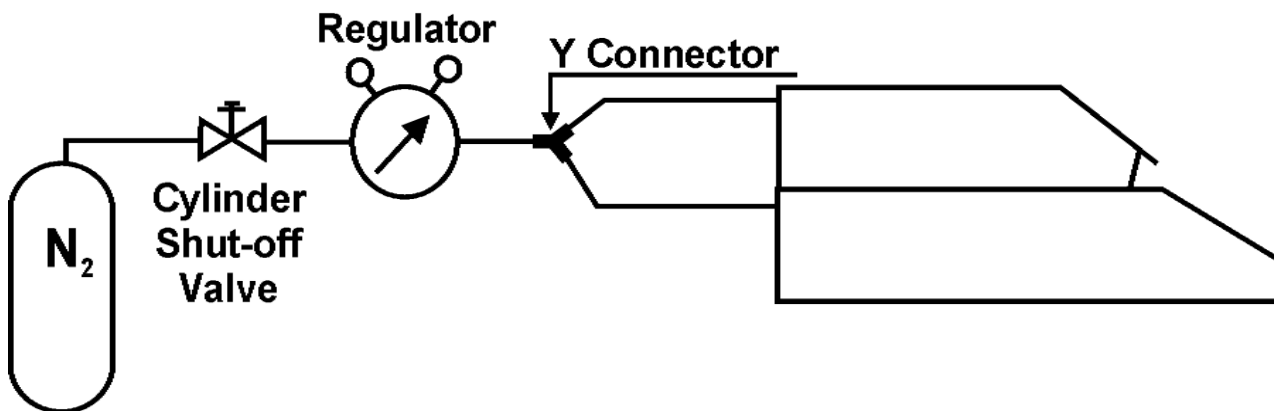 Regulator
Y Connector
Cylinder
Shut-off
Valve
N₂